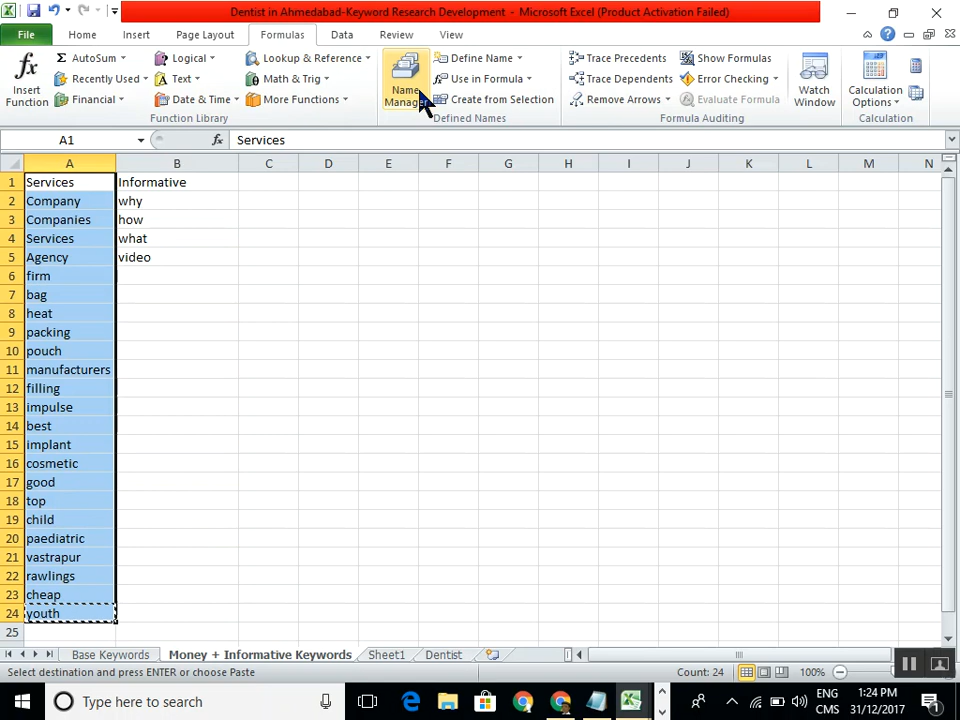 Dentist in Ahmedabad-Keyword Research Development - Microsoft Excel (Product Activation Failed)
File Home Insert Page Layout Formulas Data Review View
Insert Function
Σ AutoSum
Recently Used
Financial
Logical
Text
Date & Time
Lookup & Reference
Math & Trig
More Functions
Function Library
Name Manager
Define Name
Use in Formula
Create from Selection
Defined Names
Trace Precedents
Trace Dependents
Remove Arrows
Show Formulas
Error Checking
Evaluate Formula
Formula Auditing
Watch Window
Calculation Options
Calculation
A1 fx Services
A B C D E F G H I J K L M N
1 Services Informative
2 Company why
3 Companies how
4 Services what
5 Agency video
6 firm
7 bag
8 heat
9 packing
10 pouch
11 manufacturers
12 filling
13 impulse
14 best
15 implant
16 cosmetic
17 good
18 top
19 child
20 paediatric
21 vastrapur
22 rawlings
23 cheap
24 youth
25
Base Keywords Money + Informative Keywords Sheet1 Dentist
Select destination and press ENTER or choose Paste Count: 24 100%
Type here to search
ENG
CMS
1:24 PM
31/12/2017
1